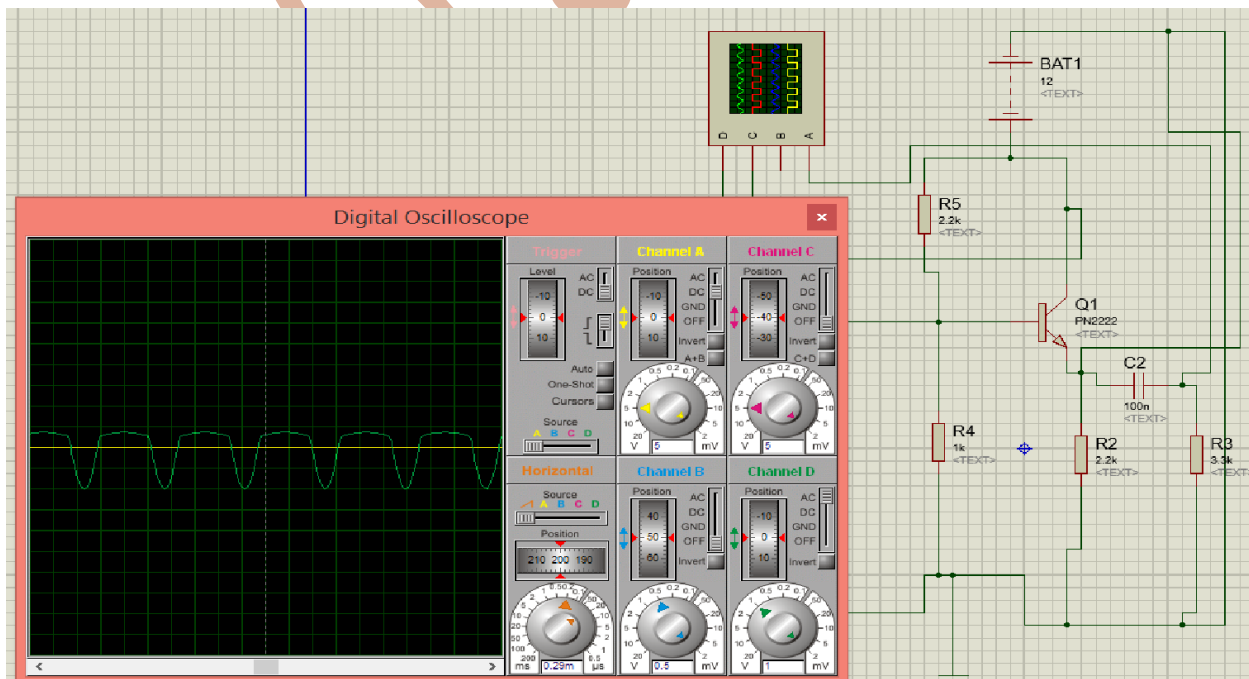 D C B A
BAT1
12
<TEXT>
R5
2.2k
<TEXT>
Q1
PN2222
<TEXT>
C2
100n
<TEXT>
R4
1k
<TEXT>
R2
2.2k
<TEXT>
R3
3.3k
<TEXT>
Digital Oscilloscope
Trigger
Level
AC
DC
-10
0
10
Auto
One-Shot
Cursors
Source
A B C D
Channel A
Position
AC
DC
GND
OFF
-10
0
10
Invert
A+B
V 5 mV
Channel C
Position
AC
DC
GND
OFF
-50
-40
-30
Invert
C+D
V 5 mV
Horizontal
Source
A B C D
Position
210 200 190
ms 0.29m µs
Channel B
Position
AC
DC
GND
OFF
40
50
60
Invert
V 0.5 mV
Channel D
Position
AC
DC
GND
OFF
-10
0
10
Invert
V 1 mV